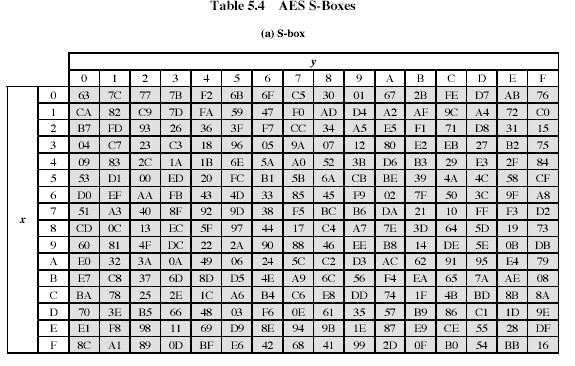 Table 5.4 AES S-Boxes
(a) S-box
y
0 1 2 3 4 5 6 7 8 9 A B C D E F
0 63 7C 77 7B F2 6B 6F C5 30 01 67 2B FE D7 AB 76
1 CA 82 C9 7D FA 59 47 F0 AD D4 A2 AF 9C A4 72 C0
2 B7 FD 93 26 36 3F F7 CC 34 A5 E5 F1 71 D8 31 15
3 04 C7 23 C3 18 96 05 9A 07 12 80 E2 EB 27 B2 75
4 09 83 2C 1A 1B 6E 5A A0 52 3B D6 B3 29 E3 2F 84
5 53 D1 00 ED 20 FC B1 5B 6A CB BE 39 4A 4C 58 CF
6 D0 EF AA FB 43 4D 33 85 45 F9 02 7F 50 3C 9F A8
x 7 51 A3 40 8F 92 9D 38 F5 BC B6 DA 21 10 FF F3 D2
8 CD 0C 13 EC 5F 97 44 17 C4 A7 7E 3D 64 5D 19 73
9 60 81 4F DC 22 2A 90 88 46 EE B8 14 DE 5E 0B DB
A E0 32 3A 0A 49 06 24 5C C2 D3 AC 62 91 95 E4 79
B E7 C8 37 6D 8D D5 4E A9 6C 56 F4 EA 65 7A AE 08
C BA 78 25 2E 1C A6 B4 C6 E8 DD 74 1F 4B BD 8B 8A
D 70 3E B5 66 48 03 F6 0E 61 35 57 B9 86 C1 1D 9E
E E1 F8 98 11 69 D9 8E 94 9B 1E 87 E9 CE 55 28 DF
F 8C A1 89 0D BF E6 42 68 41 99 2D 0F B0 54 BB 16